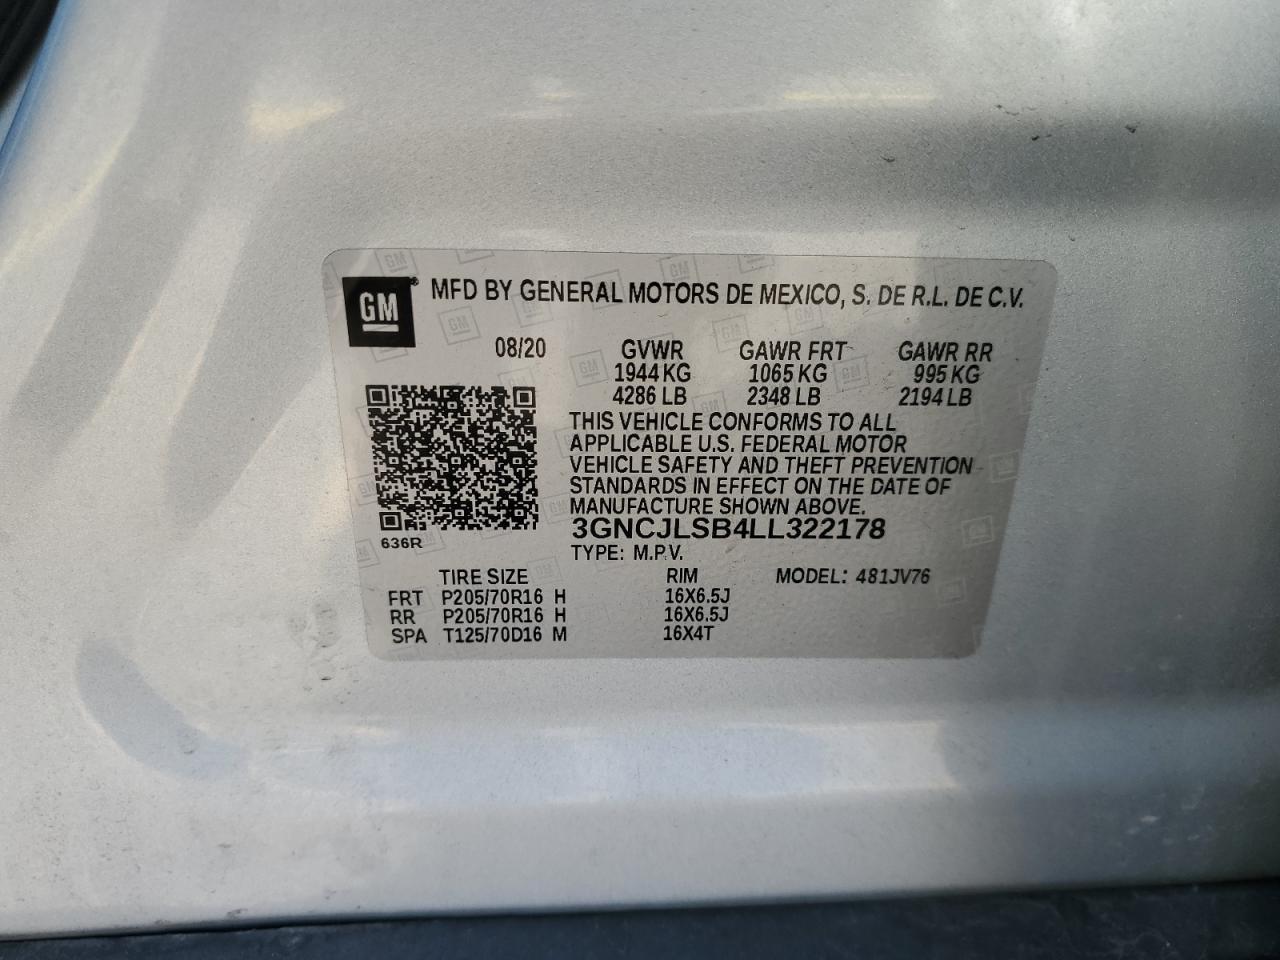 GM® MFD BY GENERAL MOTORS DE MEXICO, S. DE R.L. DE C.V.
08/20 GVWR GAWR FRT GAWR RR
1944 KG 1065 KG 995 KG
4286 LB 2348 LB 2194 LB
THIS VEHICLE CONFORMS TO ALL
APPLICABLE U.S. FEDERAL MOTOR
VEHICLE SAFETY AND THEFT PREVENTION
STANDARDS IN EFFECT ON THE DATE OF
MANUFACTURE SHOWN ABOVE.
3GNCJLSB4LL322178
636R
TYPE: M.P.V.
TIRE SIZE RIM MODEL: 481JV76
FRT P205/70R16 H 16X6.5J
RR P205/70R16 H 16X6.5J
SPA T125/70D16 M 16X4T